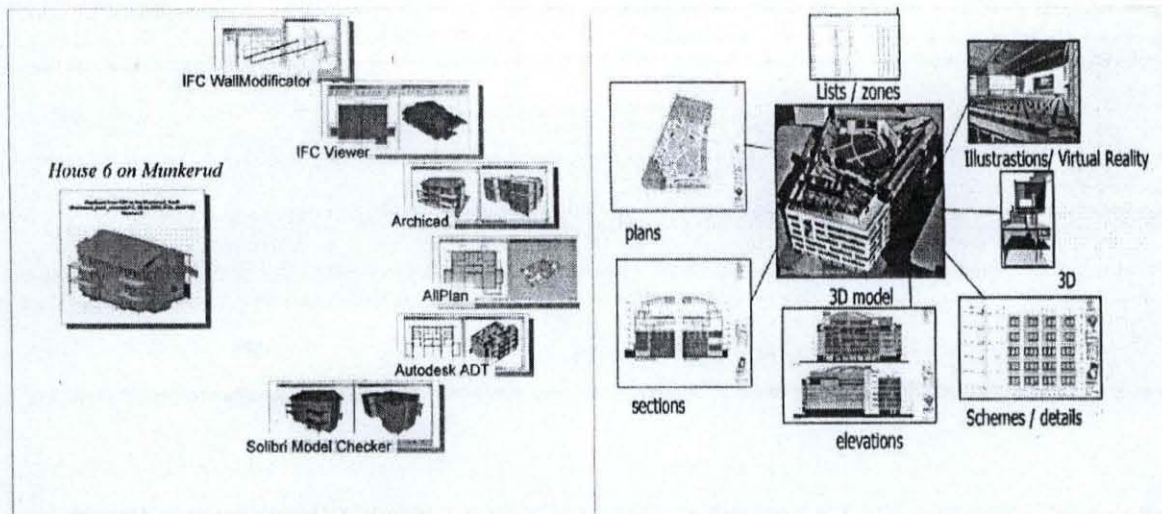 IFC WallModificator
IFC Viewer
House 6 on Munkerud
Archicad
AllPlan
Autodesk ADT
Solibri Model Checker
Lists / zones
Illustrastions/ Virtual Reality
plans
3D
3D model
sections
elevations
Schemes / details